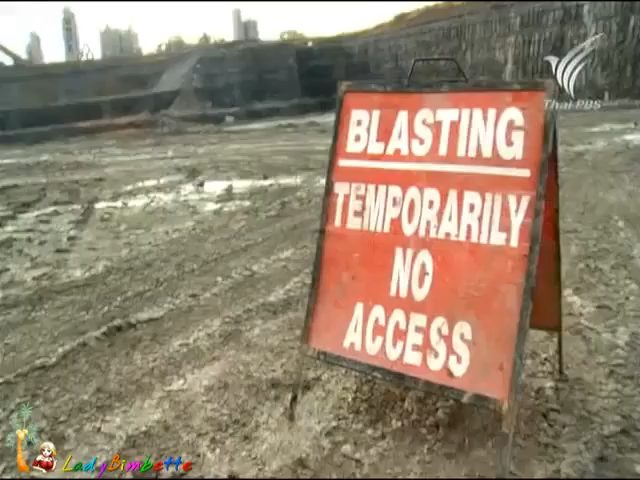 Thai PBS
BLASTING
TEMPORARILY
NO
ACCESS
LadyBimbette